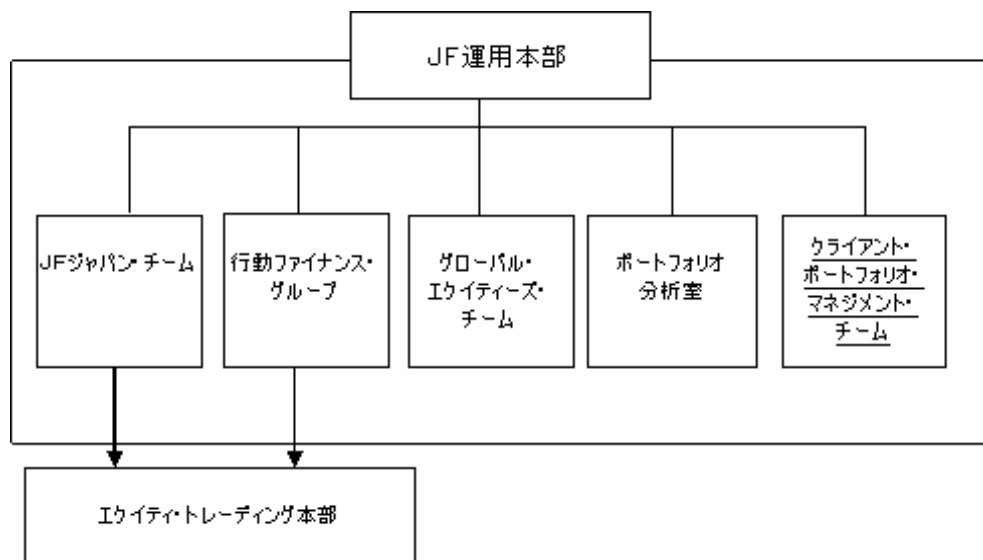 JF運用本部
JFジャパン・チーム
行動ファイナンス・
グループ
グローバル・
エクイティーズ・
チーム
ポートフォリオ
分析室
クライアント・
ポートフォリオ・
マネジメント・
チーム
エクイティ・トレーディング本部